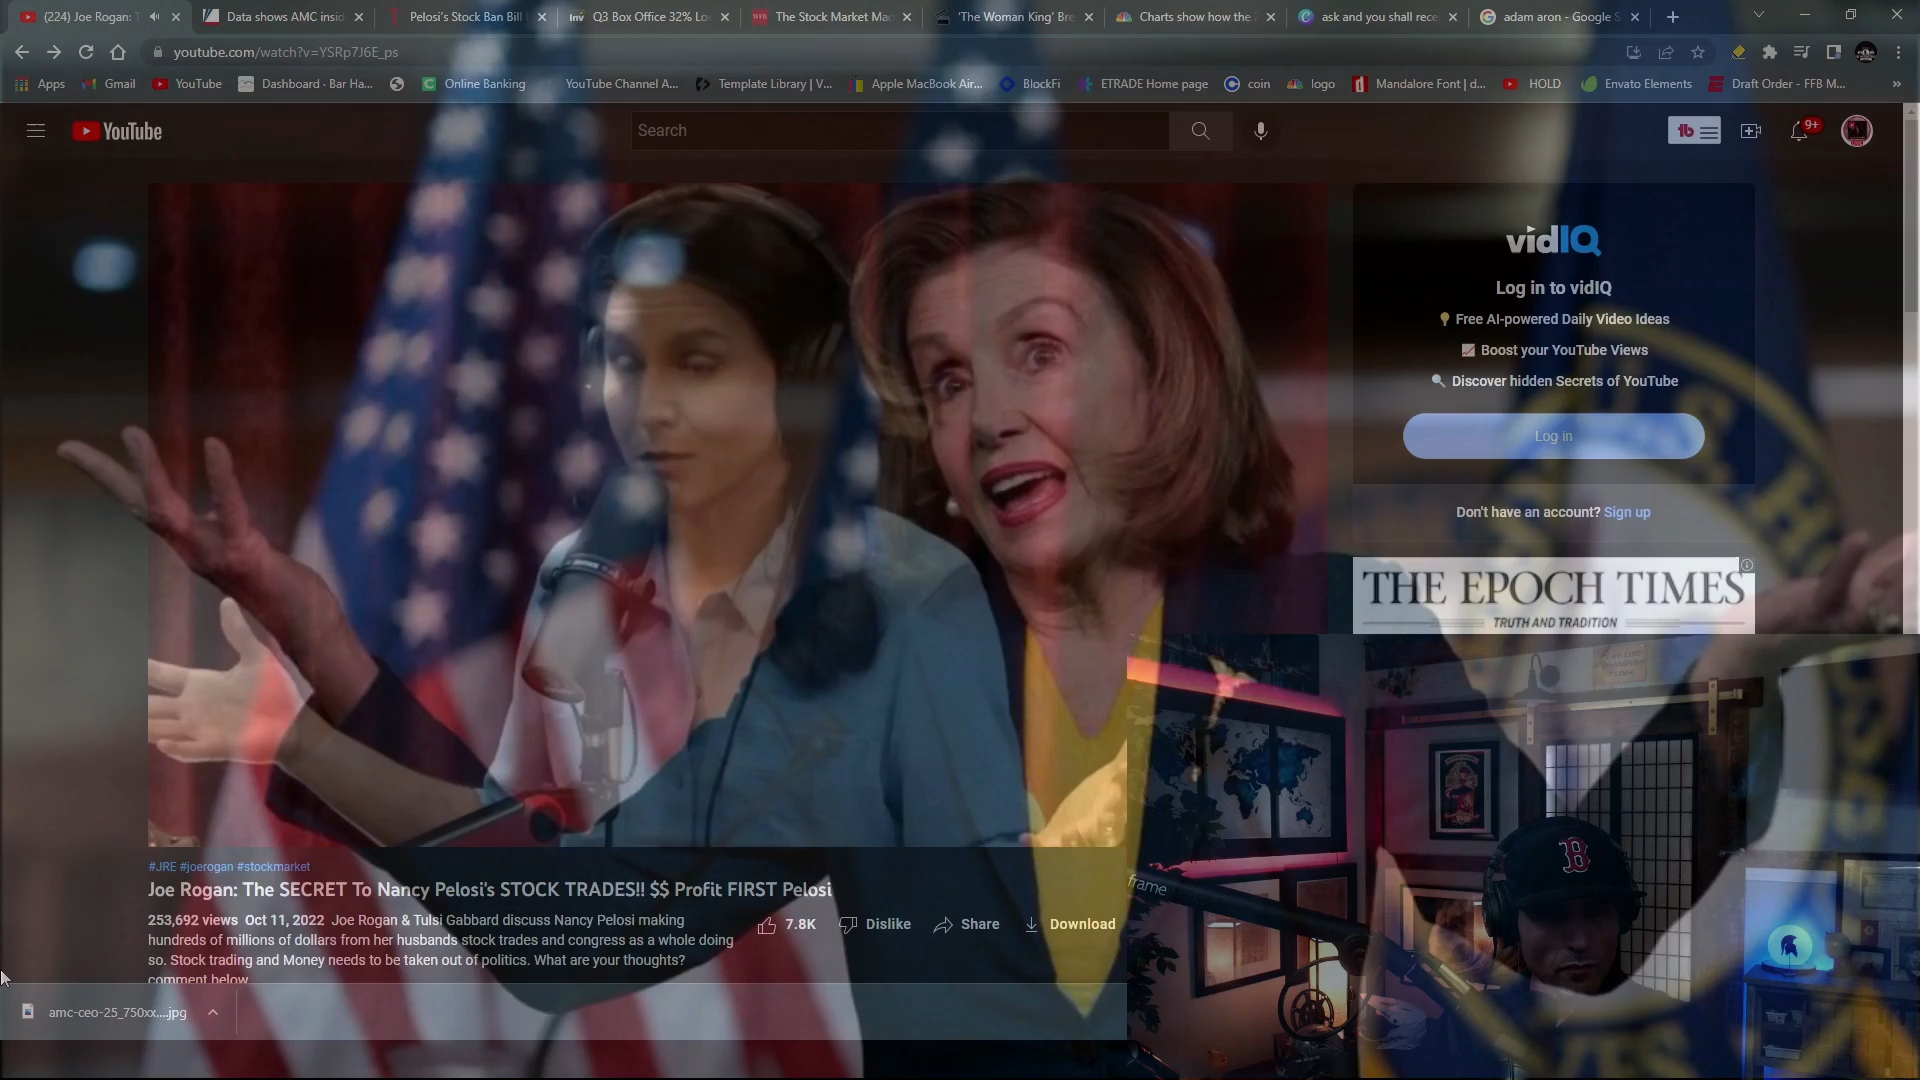 (224) Joe Rogan: T
Data shows AMC insid
Pelosi's Stock Ban Bill
Inv
Q3 Box Office 32% Lo
The Stock Market Mac
'The Woman King' Bre
Charts show how the
ask and you shall rece
adam aron - Google S
youtube.com/watch?v=YSRp7J6E_ps
Apps
Gmail
YouTube
Dashboard - Bar Ha...
Online Banking
YouTube Channel A...
Template Library | V...
Apple MacBook Air...
BlockFi
ETRADE Home page
coin
logo
Mandalore Font | d...
HOLD
Envato Elements
Draft Order - FFB M...
»
YouTube
Search
tb
9+
vidIQ
Log in to vidIQ
Free AI-powered Daily Video Ideas
Boost your YouTube Views
Discover hidden Secrets of YouTube
Log in
Don't have an account? Sign up
THE EPOCH TIMES
TRUTH AND TRADITION
frame
B
#JRE #joerogan #stockmarket
Joe Rogan: The SECRET To Nancy Pelosi's STOCK TRADES!! $$ Profit FIRST Pelosi
253,692 views Oct 11, 2022 Joe Rogan & Tulsi Gabbard discuss Nancy Pelosi making
hundreds of millions of dollars from her husbands stock trades and congress as a whole doing
so. Stock trading and Money needs to be taken out of politics. What are your thoughts?
comment below
7.8K
Dislike
Share
Download
amc-ceo-25_750xx....jpg